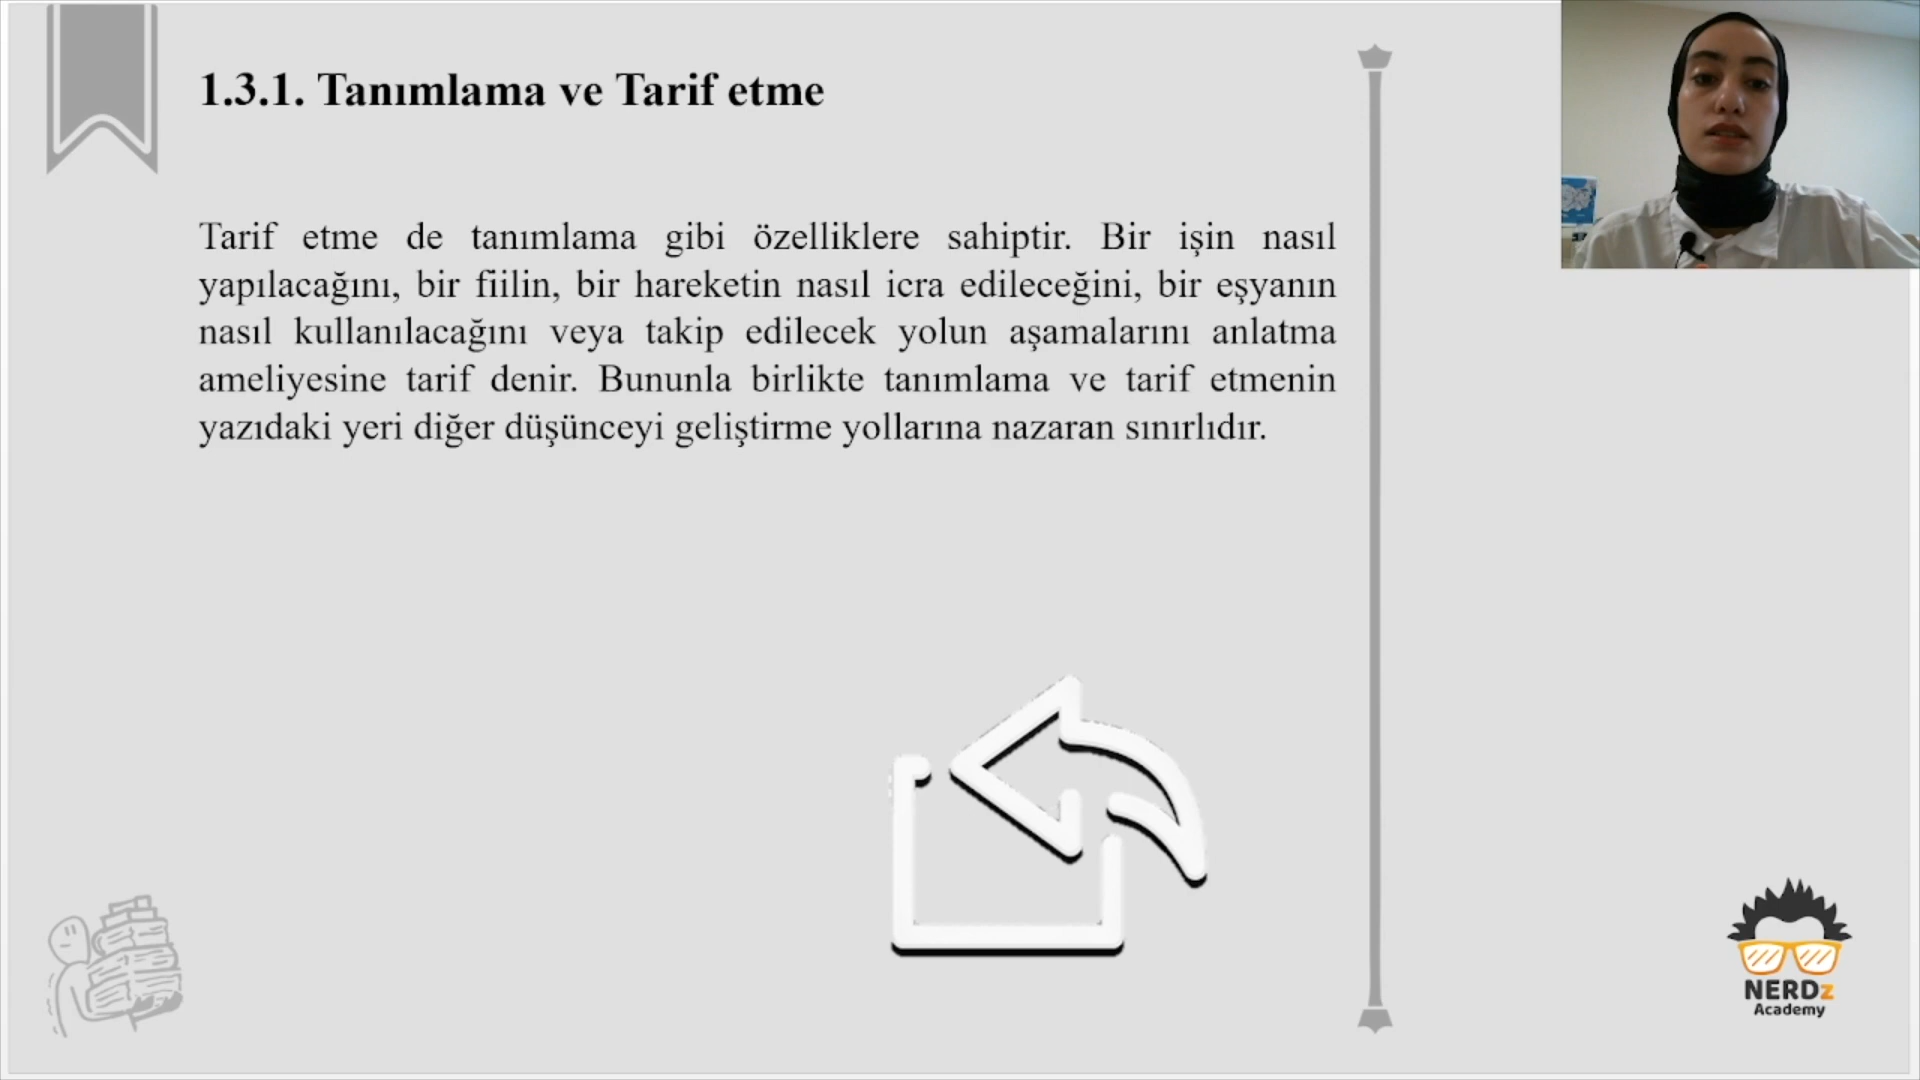 1.3.1. Tanımlama ve Tarif etme
Tarif etme de tanımlama gibi özelliklere sahiptir. Bir işin nasıl
yapılacağını, bir fiilin, bir hareketin nasıl icra edileceğini, bir eşyanın
nasıl kullanılacağını veya takip edilecek yolun aşamalarını anlatma
ameliyesine tarif denir. Bununla birlikte tanımlama ve tarif etmenin
yazıdaki yeri diğer düşünceyi geliştirme yollarına nazaran sınırlıdır.
NERDz
Academy